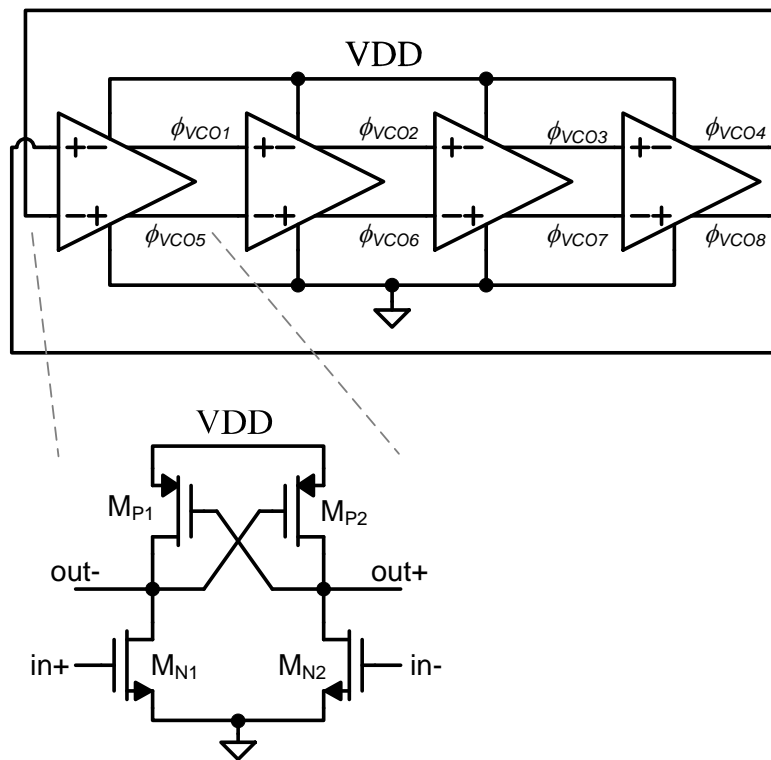 VDD
+− +− +− +−
ϕVCO1 ϕVCO2 ϕVCO3 ϕVCO4
−+ −+ −+ −+
ϕVCO5 ϕVCO6 ϕVCO7 ϕVCO8
VDD
MP1 MP2
out- out+
in+ MN1 MN2 in-